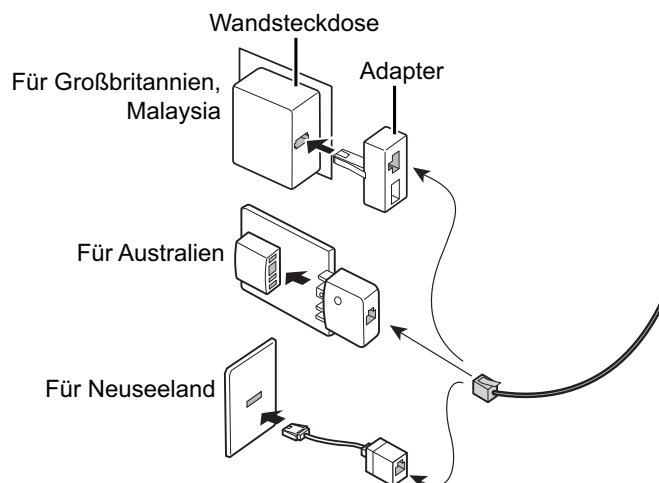 Wandsteckdose
Adapter
Für Großbritannien,
Malaysia
Für Australien
Für Neuseeland